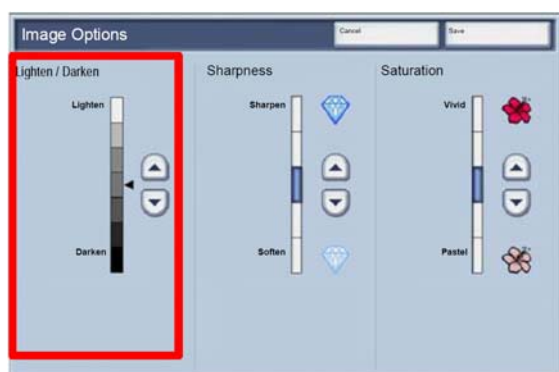 Image Options
Cancel
Save
Lighten / Darken
Sharpness
Saturation
Lighten
Sharpen
Vivid
Darken
Soften
Pastel